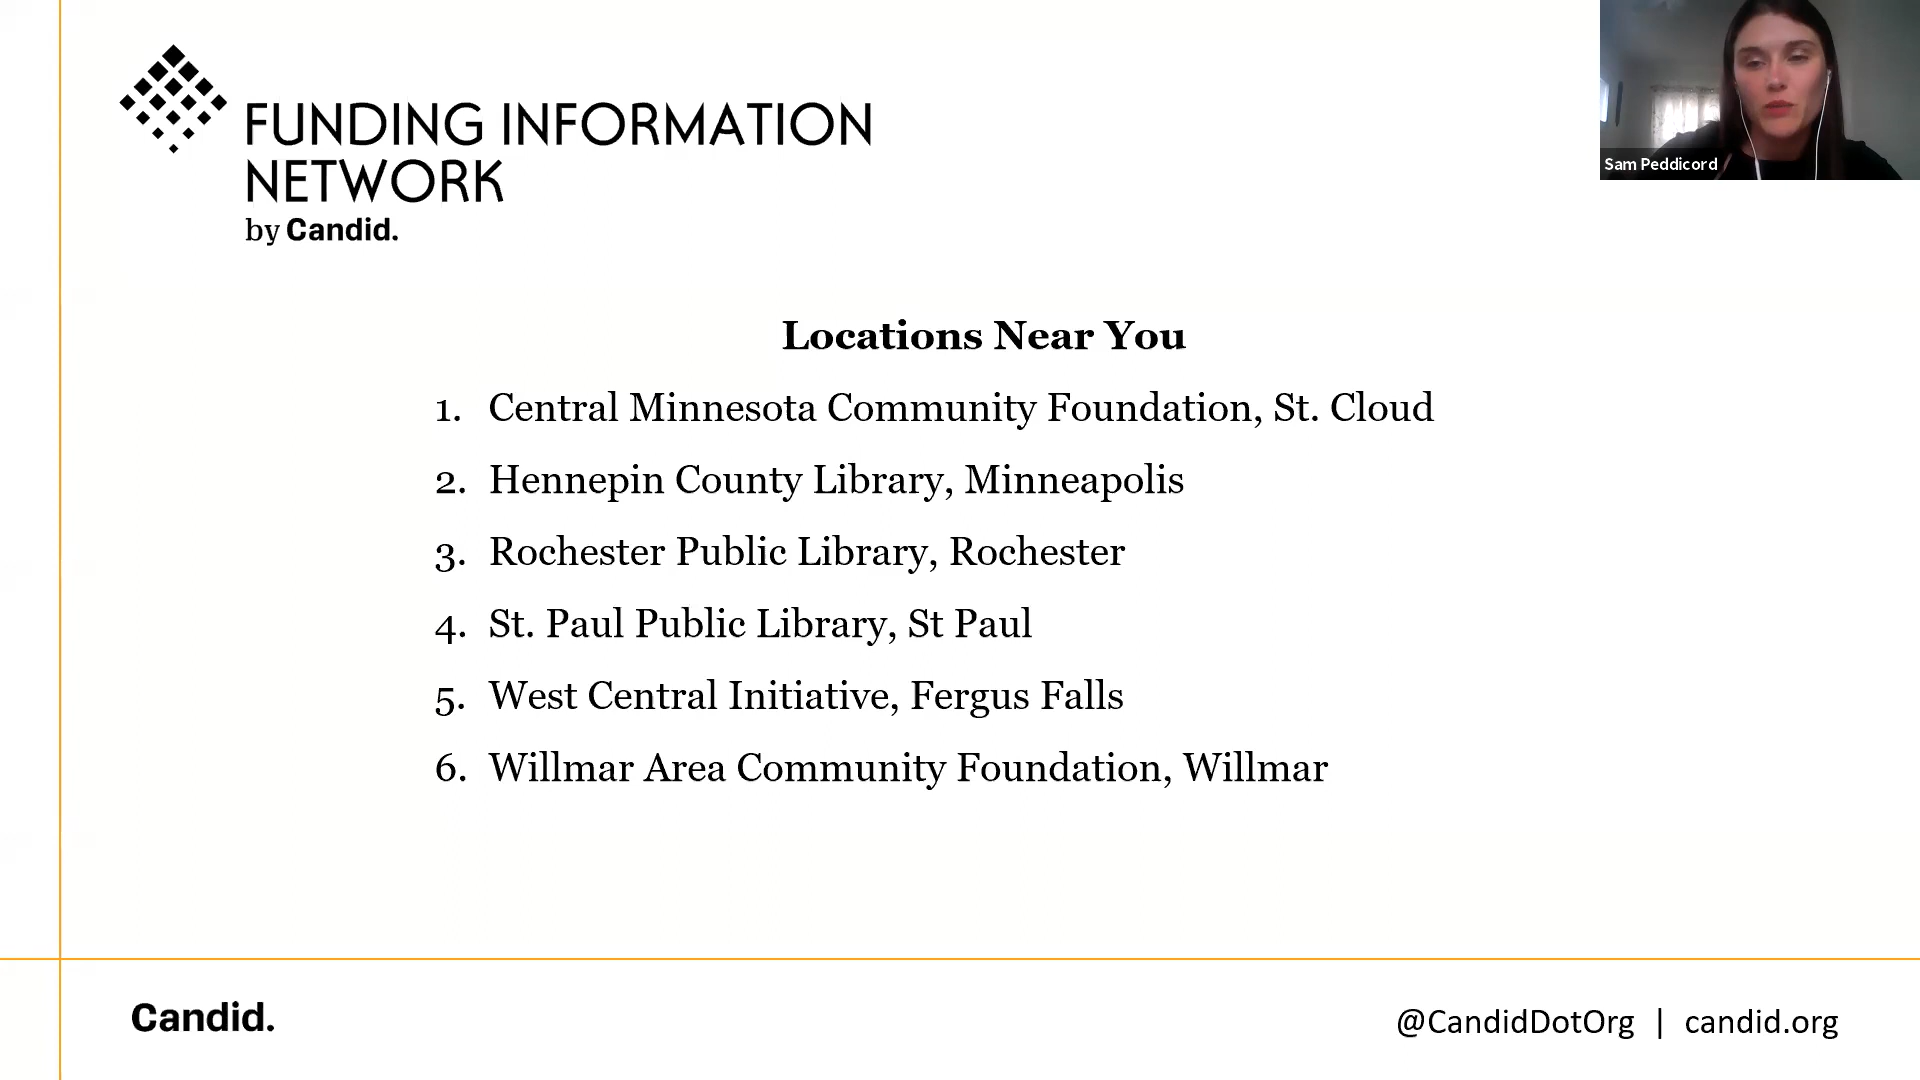 FUNDING INFORMATION
NETWORK
by Candid.
Sam Peddicord
Locations Near You
1. Central Minnesota Community Foundation, St. Cloud
2. Hennepin County Library, Minneapolis
3. Rochester Public Library, Rochester
4. St. Paul Public Library, St Paul
5. West Central Initiative, Fergus Falls
6. Willmar Area Community Foundation, Willmar
Candid.
@CandidDotOrg | candid.org